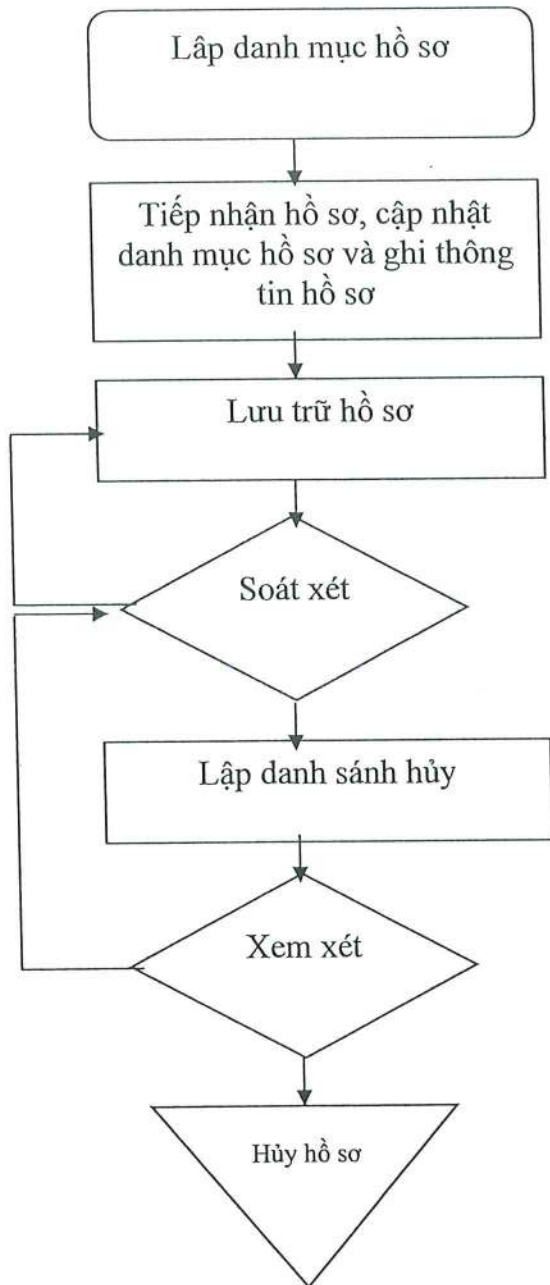 Lâp danh mục hồ sơ
Tiếp nhận hồ sơ, cập nhật
danh mục hồ sơ và ghi thông
tin hồ sơ
Lưu trữ hồ sơ
Soát xét
Lập danh sánh hủy
Xem xét
Hủy hồ sơ